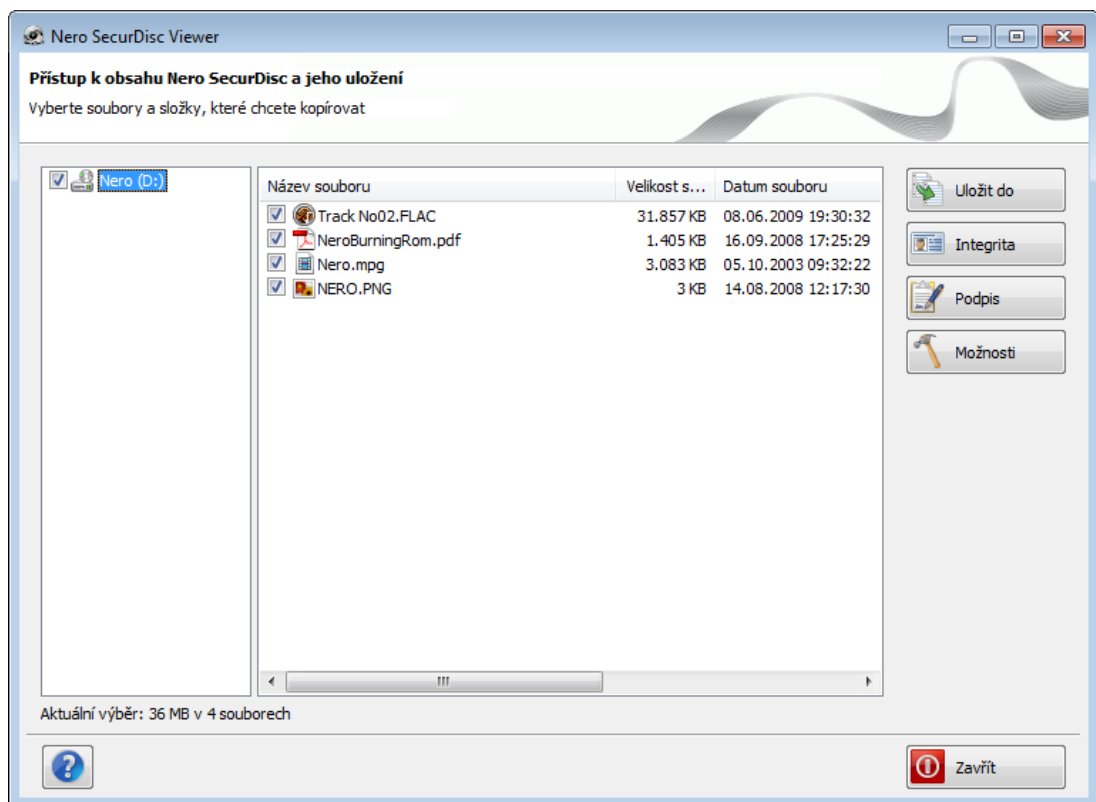 Nero SecurDisc Viewer
Přístup k obsahu Nero SecurDisc a jeho uložení
Vyberte soubory a složky, které chcete kopírovat
Nero (D:)
Název souboru Velikost s... Datum souboru
Track No02.FLAC 31.857 KB 08.06.2009 19:30:32
NeroBurningRom.pdf 1.405 KB 16.09.2008 17:25:29
Nero.mpg 3.083 KB 05.10.2003 09:32:22
NERO.PNG 3 KB 14.08.2008 12:17:30
Uložit do
Integrita
Podpis
Možnosti
Aktuální výběr: 36 MB v 4 souborech
Zavřít